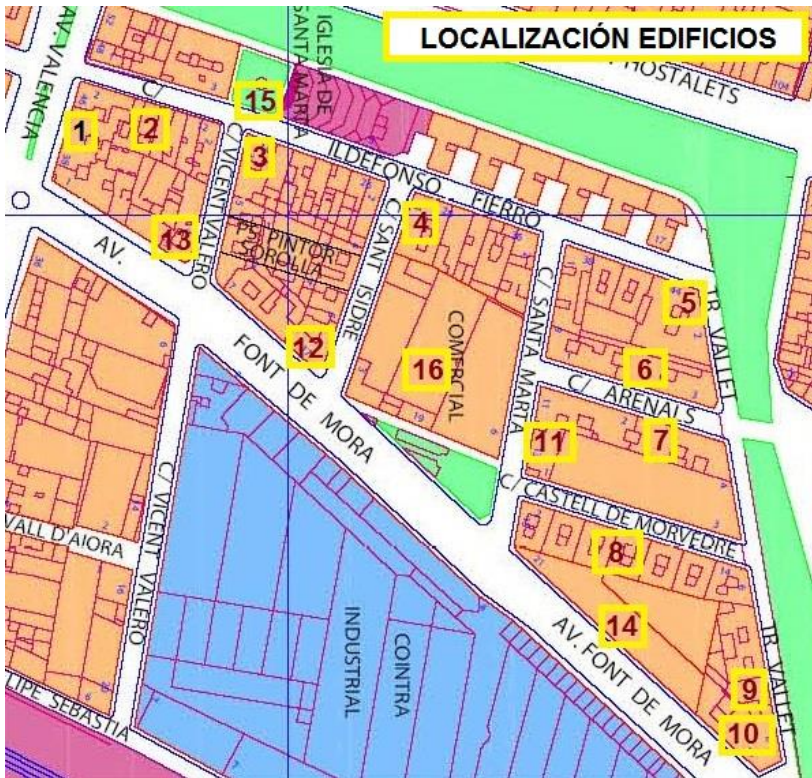 LOCALIZACIÓN EDIFICIOS
AV. VALENCIA
C/
IGLESIA DE
SANTA MARTA
HOSTALETS
15
1
2
3
ILDEFONSO
FIERRO
C/ VICENT VALERO
4
13
AV.
Pj. PINTOR
SOROLLA
C/ SANT ISIDRE
C/ SANTA MARTA
5
TR. VALLET
12
FONT DE MORA
16
COMERCIAL
6
C/ ARENALS
11
7
C/ CASTELL DE MORVEDRE
C/ VICENT VALERO
VALL D'AIORA
8
14
AV. FONT DE MORA
INDUSTRIAL
COINTRA
TR. VALLET
9
10
LIPE SEBASTIA